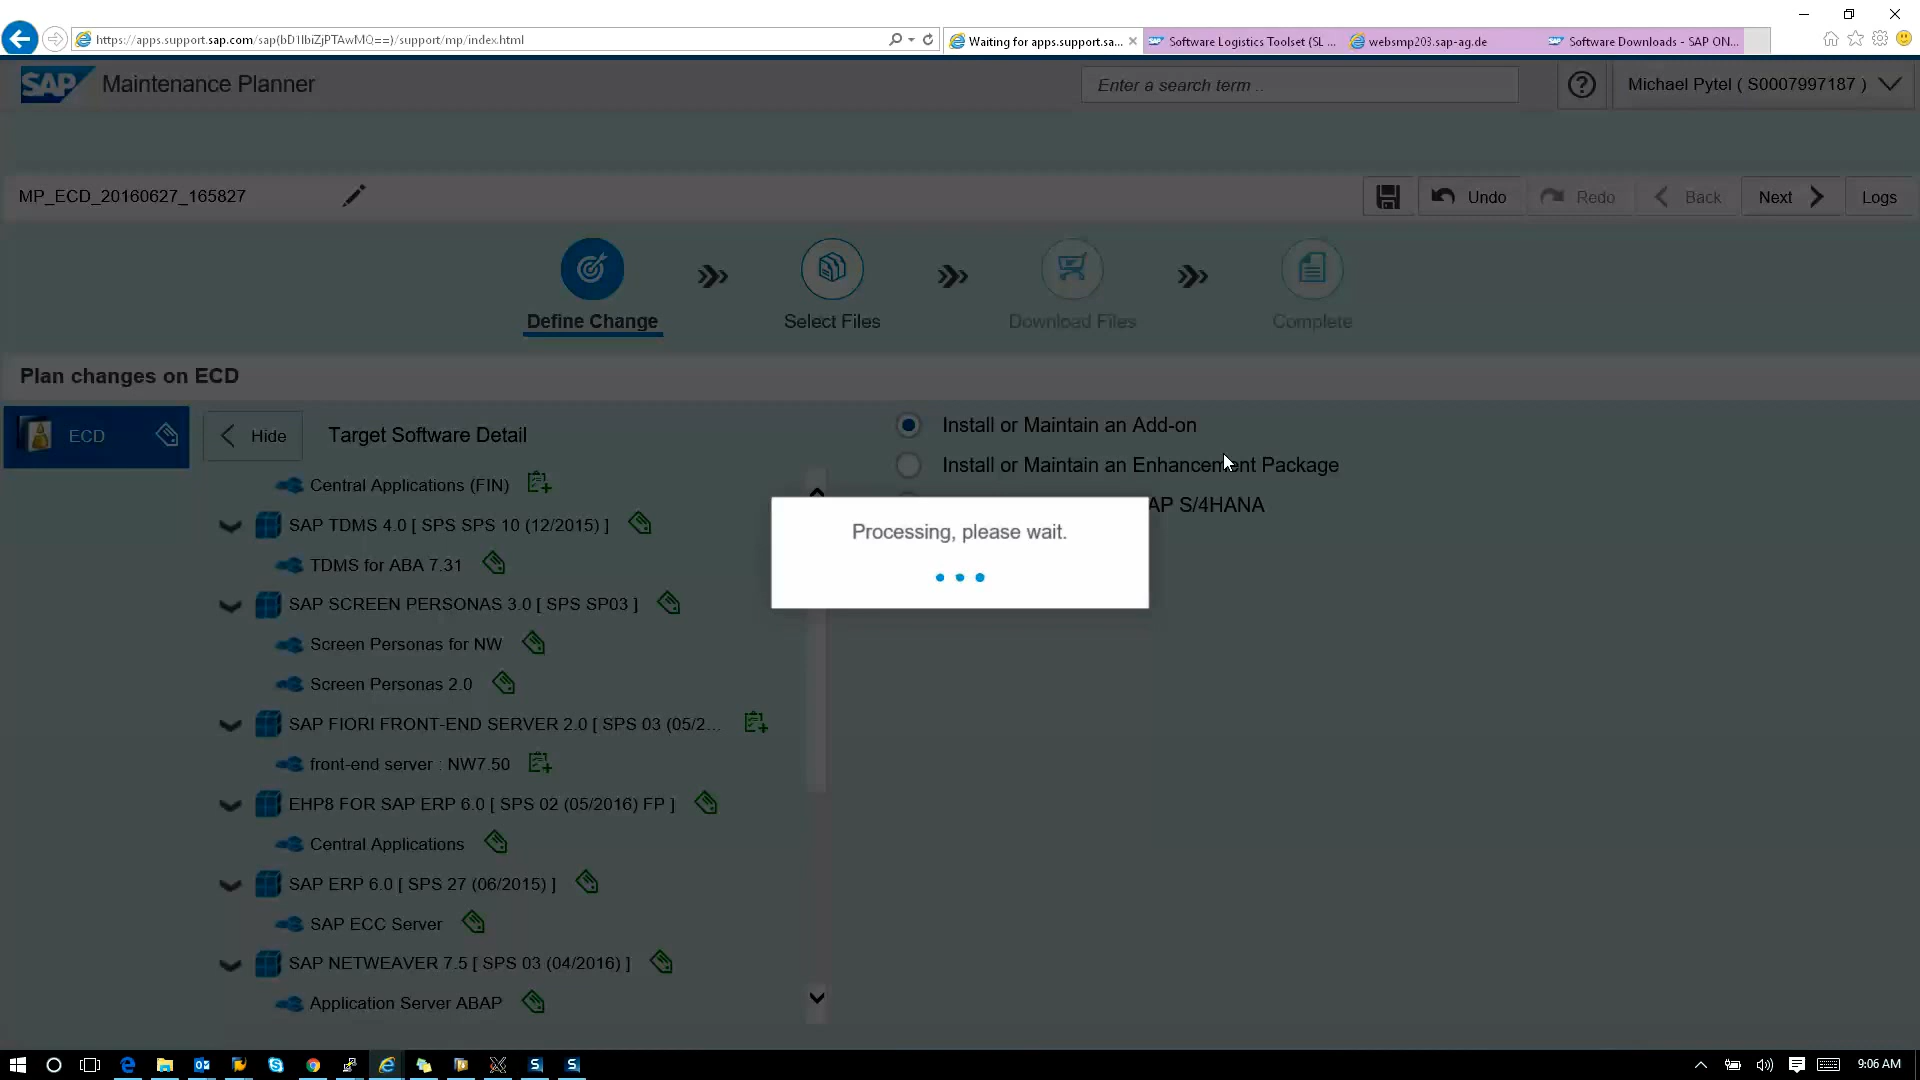 https://apps.support.sap.com/sap(bD1lbiZjPTAwMQ==)/support/mp/index.html
Waiting for apps.support.sa...
Software Logistics Toolset (SL ...
websmp203.sap-ag.de
Software Downloads - SAP ON...
SAP
Maintenance Planner
Enter a search term ..
Michael Pytel ( S0007997187 )
MP_ECD_20160627_165827
Undo
Redo
Back
Next
Logs
Define Change
Select Files
Download Files
Complete
Plan changes on ECD
ECD
Hide
Target Software Detail
Install or Maintain an Add-on
Install or Maintain an Enhancement Package
AP S/4HANA
Central Applications (FIN)
SAP TDMS 4.0 [ SPS SPS 10 (12/2015) ]
TDMS for ABA 7.31
SAP SCREEN PERSONAS 3.0 [ SPS SP03 ]
Screen Personas for NW
Screen Personas 2.0
SAP FIORI FRONT-END SERVER 2.0 [ SPS 03 (05/2...
front-end server : NW7.50
EHP8 FOR SAP ERP 6.0 [ SPS 02 (05/2016) FP ]
Central Applications
SAP ERP 6.0 [ SPS 27 (06/2015) ]
SAP ECC Server
SAP NETWEAVER 7.5 [ SPS 03 (04/2016) ]
Application Server ABAP
Processing, please wait.
9:06 AM